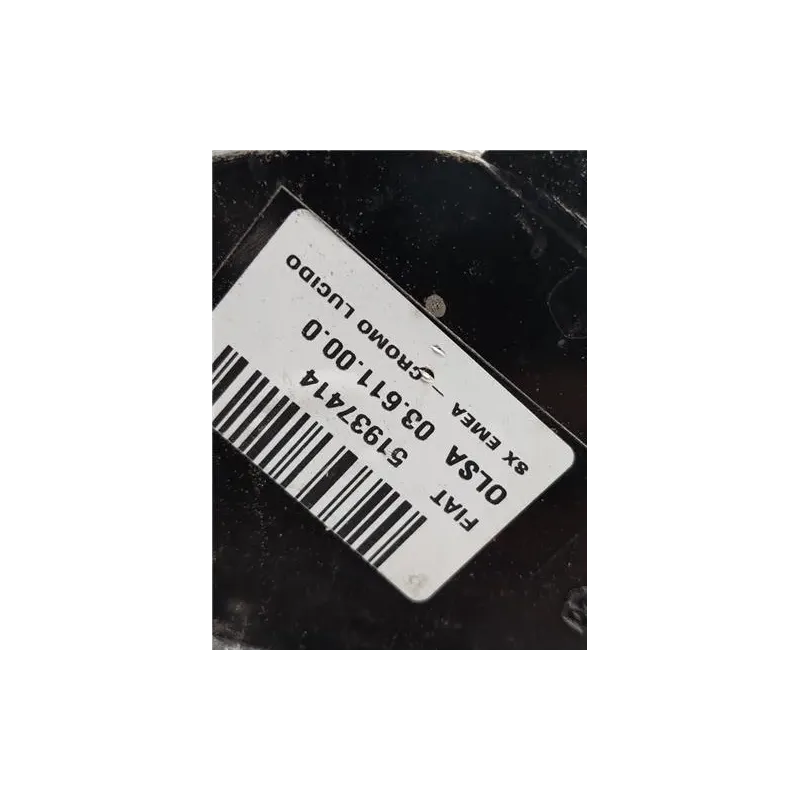 FIAT 51937414
OLSA 03.611.00.0
SX EMEA – CROMO LUCIDO